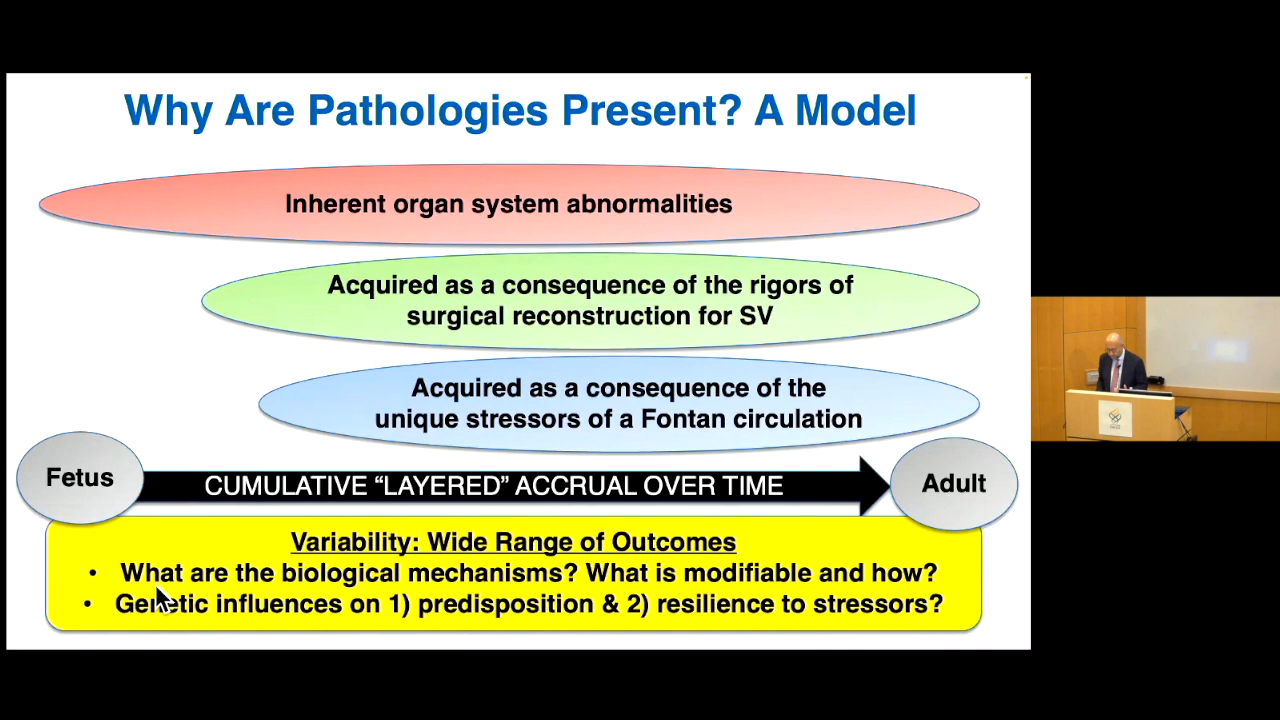 Why Are Pathologies Present? A Model
Inherent organ system abnormalities
Acquired as a consequence of the rigors of
surgical reconstruction for SV
Acquired as a consequence of the
unique stressors of a Fontan circulation
Fetus
CUMULATIVE “LAYERED” ACCRUAL OVER TIME
Adult
Variability: Wide Range of Outcomes
• What are the biological mechanisms? What is modifiable and how?
• Genetic influences on 1) predisposition & 2) resilience to stressors?